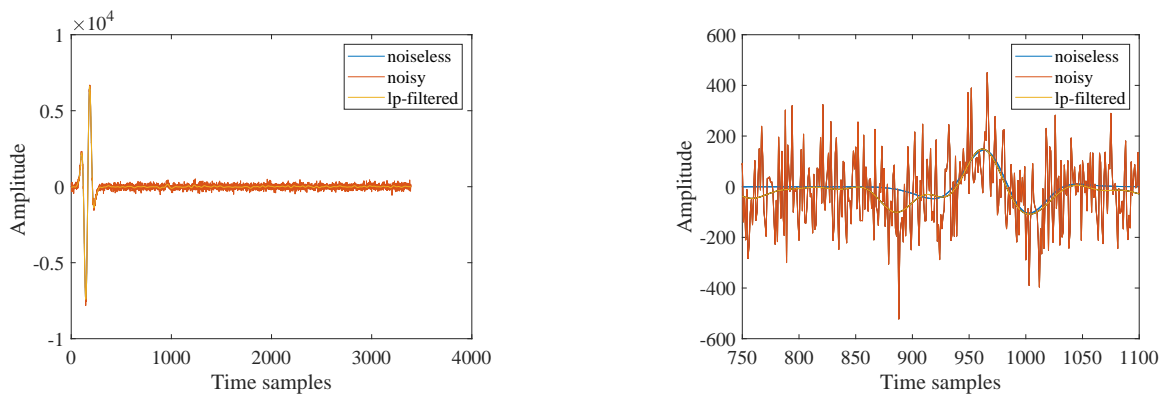 ×10⁴
1
0.5
0
-0.5
-1
Amplitude
0
1000
2000
3000
4000
Time samples
noiseless
noisy
lp-filtered
600
400
200
0
-200
-400
-600
Amplitude
750
800
850
900
950
1000
1050
1100
Time samples
noiseless
noisy
lp-filtered